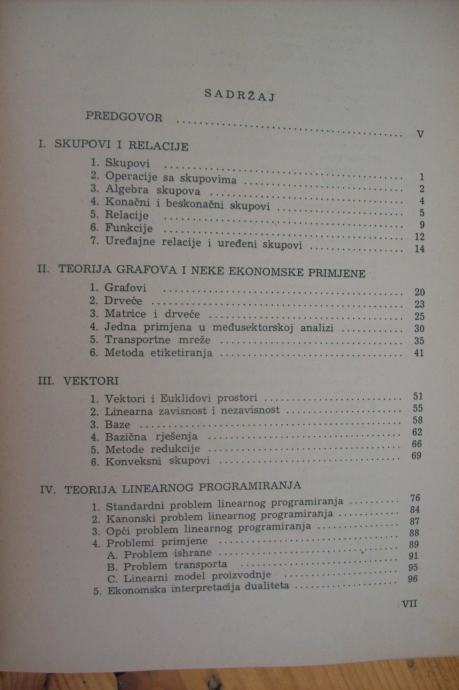 SADRŽAJ
PREDGOVOR .......... V
I. SKUPOVI I RELACIJE
1. Skupovi .......... 1
2. Operacije sa skupovima .......... 2
3. Algebra skupova .......... 4
4. Konačni i beskonačni skupovi .......... 5
5. Relacije .......... 9
6. Funkcije .......... 12
7. Uređajne relacije i uređeni skupovi .......... 14
II. TEORIJA GRAFOVA I NEKE EKONOMSKE PRIMJENE
1. Grafovi .......... 20
2. Drveće .......... 23
3. Matrice i drveće .......... 25
4. Jedna primjena u međusektorskoj analizi .......... 30
5. Transportne mreže .......... 35
6. Metoda etiketiranja .......... 41
III. VEKTORI
1. Vektori i Euklidovi prostori .......... 51
2. Linearna zavisnost i nezavisnost .......... 55
3. Baze .......... 58
4. Bazična rješenja .......... 62
5. Metode redukcije .......... 66
6. Konveksni skupovi .......... 69
IV. TEORIJA LINEARNOG PROGRAMIRANJA
1. Standardni problem linearnog programiranja .......... 76
2. Kanonski problem linearnog programiranja .......... 84
3. Opći problem linearnog programiranja .......... 87
4. Problemi primjene .......... 88
A. Problem ishrane .......... 89
B. Problem transporta .......... 91
C. Linearni model proizvodnje .......... 95
5. Ekonomska interpretacija dualiteta .......... 96
VII